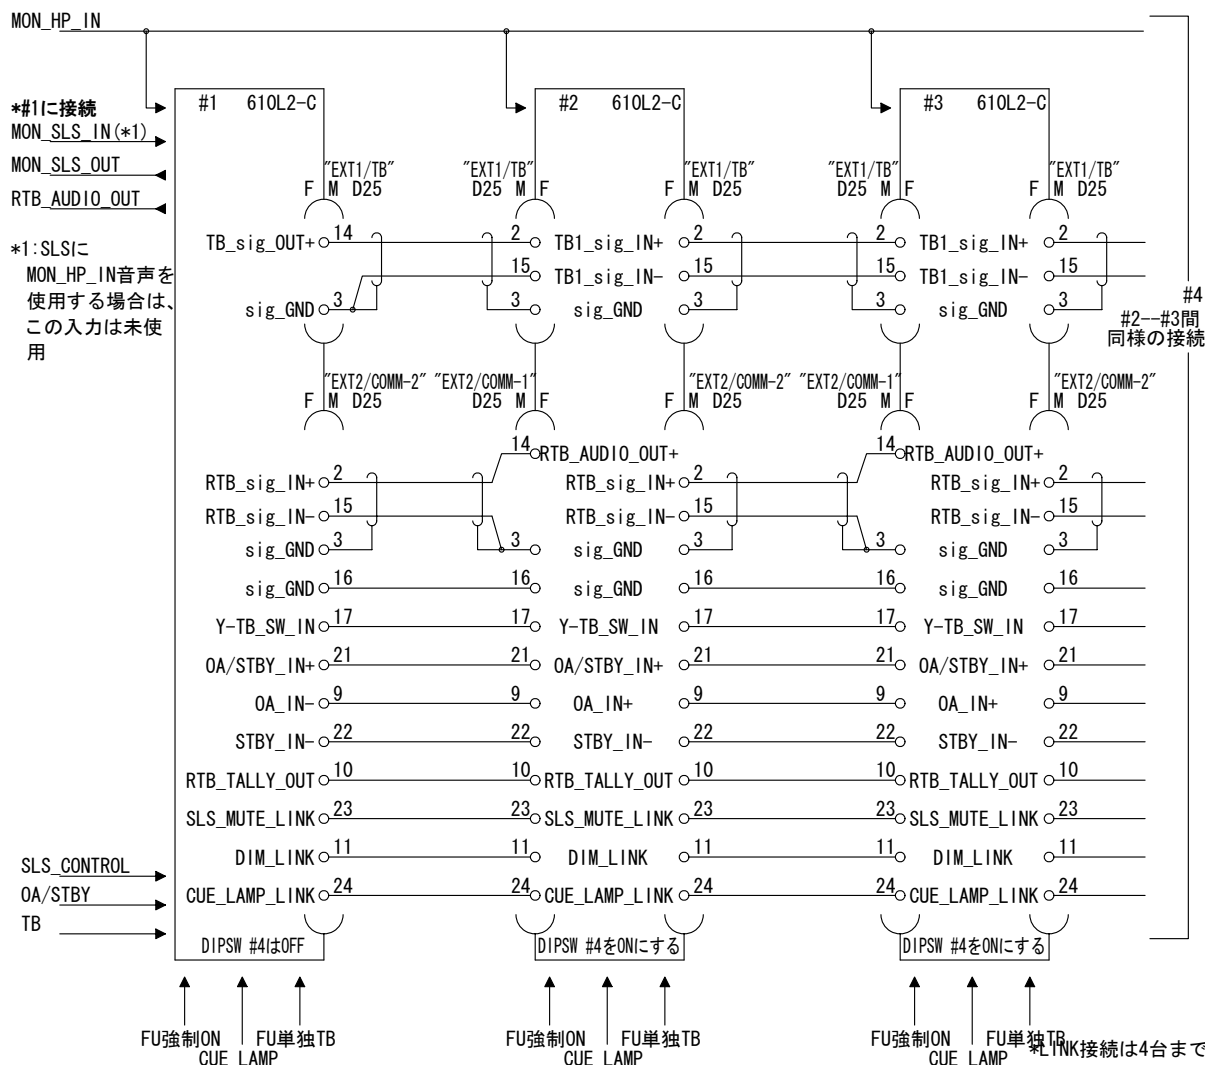 MON_HP_IN
*#1に接続
MON_SLS_IN(*1)
MON_SLS_OUT
RTB_AUDIO_OUT
*1:SLSに
MON_HP_IN音声を
使用する場合は、
この入力は未使
用
SLS_CONTROL
OA/STBY
TB
#1 610L2-C
"EXT1/TB"
F M D25
TB_sig_OUT+ 14
sig_GND 3
"EXT2/COMM-2"
F M D25
RTB_sig_IN+ 2
RTB_sig_IN- 15
sig_GND 3
sig_GND 16
Y-TB_SW_IN 17
OA/STBY_IN+ 21
OA_IN- 9
STBY_IN- 22
RTB_TALLY_OUT 10
SLS_MUTE_LINK 23
DIM_LINK 11
CUE_LAMP_LINK 24
DIPSW #4はOFF
FU強制ON FU単独TB
CUE LAMP
#2 610L2-C
"EXT1/TB" "EXT1/TB"
D25 M F F M D25
2 TB1_sig_IN+ 2
15 TB1_sig_IN- 15
3 sig_GND 3
"EXT2/COMM-1" "EXT2/COMM-2"
D25 M F F M D25
14 RTB_AUDIO_OUT+
RTB_sig_IN+ 2
RTB_sig_IN- 15
3 sig_GND 3
16 sig_GND 16
17 Y-TB_SW_IN 17
21 OA/STBY_IN+ 21
9 OA_IN+ 9
22 STBY_IN- 22
10 RTB_TALLY_OUT 10
23 SLS_MUTE_LINK 23
11 DIM_LINK 11
24 CUE_LAMP_LINK 24
DIPSW #4をONにする
FU強制ON FU単独TB
CUE LAMP
#3 610L2-C
"EXT1/TB" "EXT1/TB"
D25 M F F M D25
2 TB1_sig_IN+ 2
15 TB1_sig_IN- 15
3 sig_GND 3
"EXT2/COMM-1" "EXT2/COMM-2"
D25 M F F M D25
14 RTB_AUDIO_OUT+
RTB_sig_IN+ 2
RTB_sig_IN- 15
3 sig_GND 3
16 sig_GND 16
17 Y-TB_SW_IN 17
21 OA/STBY_IN+ 21
9 OA_IN+ 9
22 STBY_IN- 22
10 RTB_TALLY_OUT 10
23 SLS_MUTE_LINK 23
11 DIM_LINK 11
24 CUE_LAMP_LINK 24
DIPSW #4をONにする
FU強制ON FU単独TB
CUE LAMP
#4
#2--#3間
同様の接続
*LINK接続は4台まで